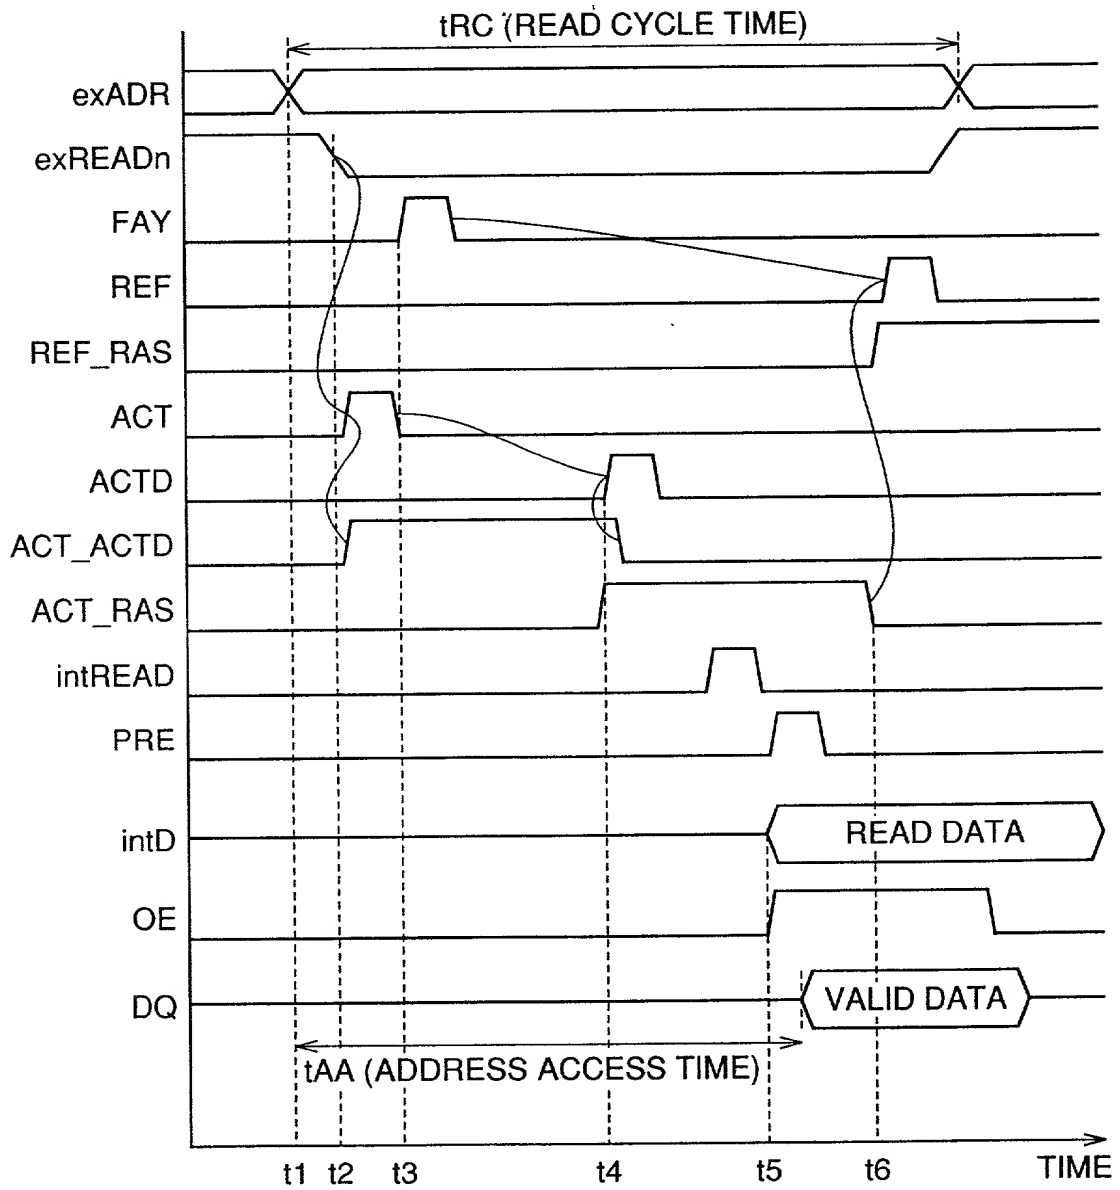 tRC (READ CYCLE TIME)
exADR
exREADn
FAY
REF
REF_RAS
ACT
ACTD
ACT_ACTD
ACT_RAS
intREAD
PRE
intD READ DATA
OE
DQ VALID DATA
tAA (ADDRESS ACCESS TIME)
t1 t2 t3 t4 t5 t6 TIME